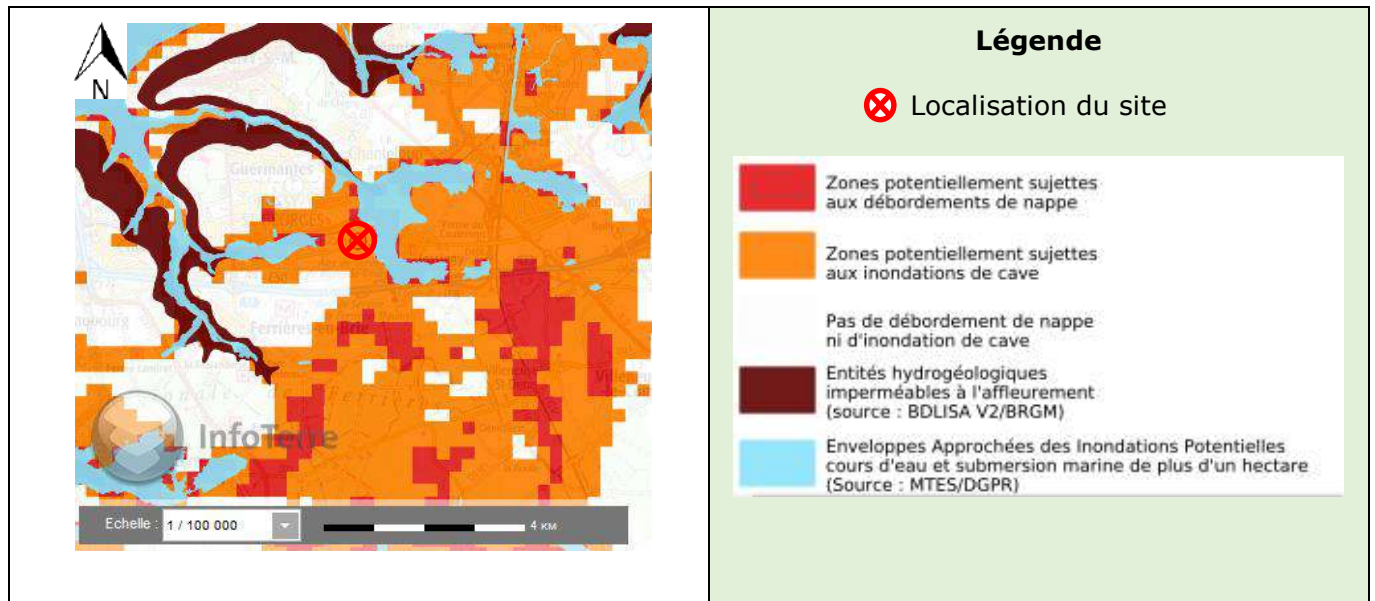 N
Guermantes
Chanteloup
Ferrières-en-Brie
InfoTerre
Echelle : 1 / 100 000
4 KM
Légende
Localisation du site
Zones potentiellement sujettes
aux débordements de nappe
Zones potentiellement sujettes
aux inondations de cave
Pas de débordement de nappe
ni d'inondation de cave
Entités hydrogéologiques
imperméables à l'affleurement
(source : BDLISA V2/BRGM)
Enveloppes Approchées des Inondations Potentielles
cours d'eau et submersion marine de plus d'un hectare
(Source : MTES/DGPR)